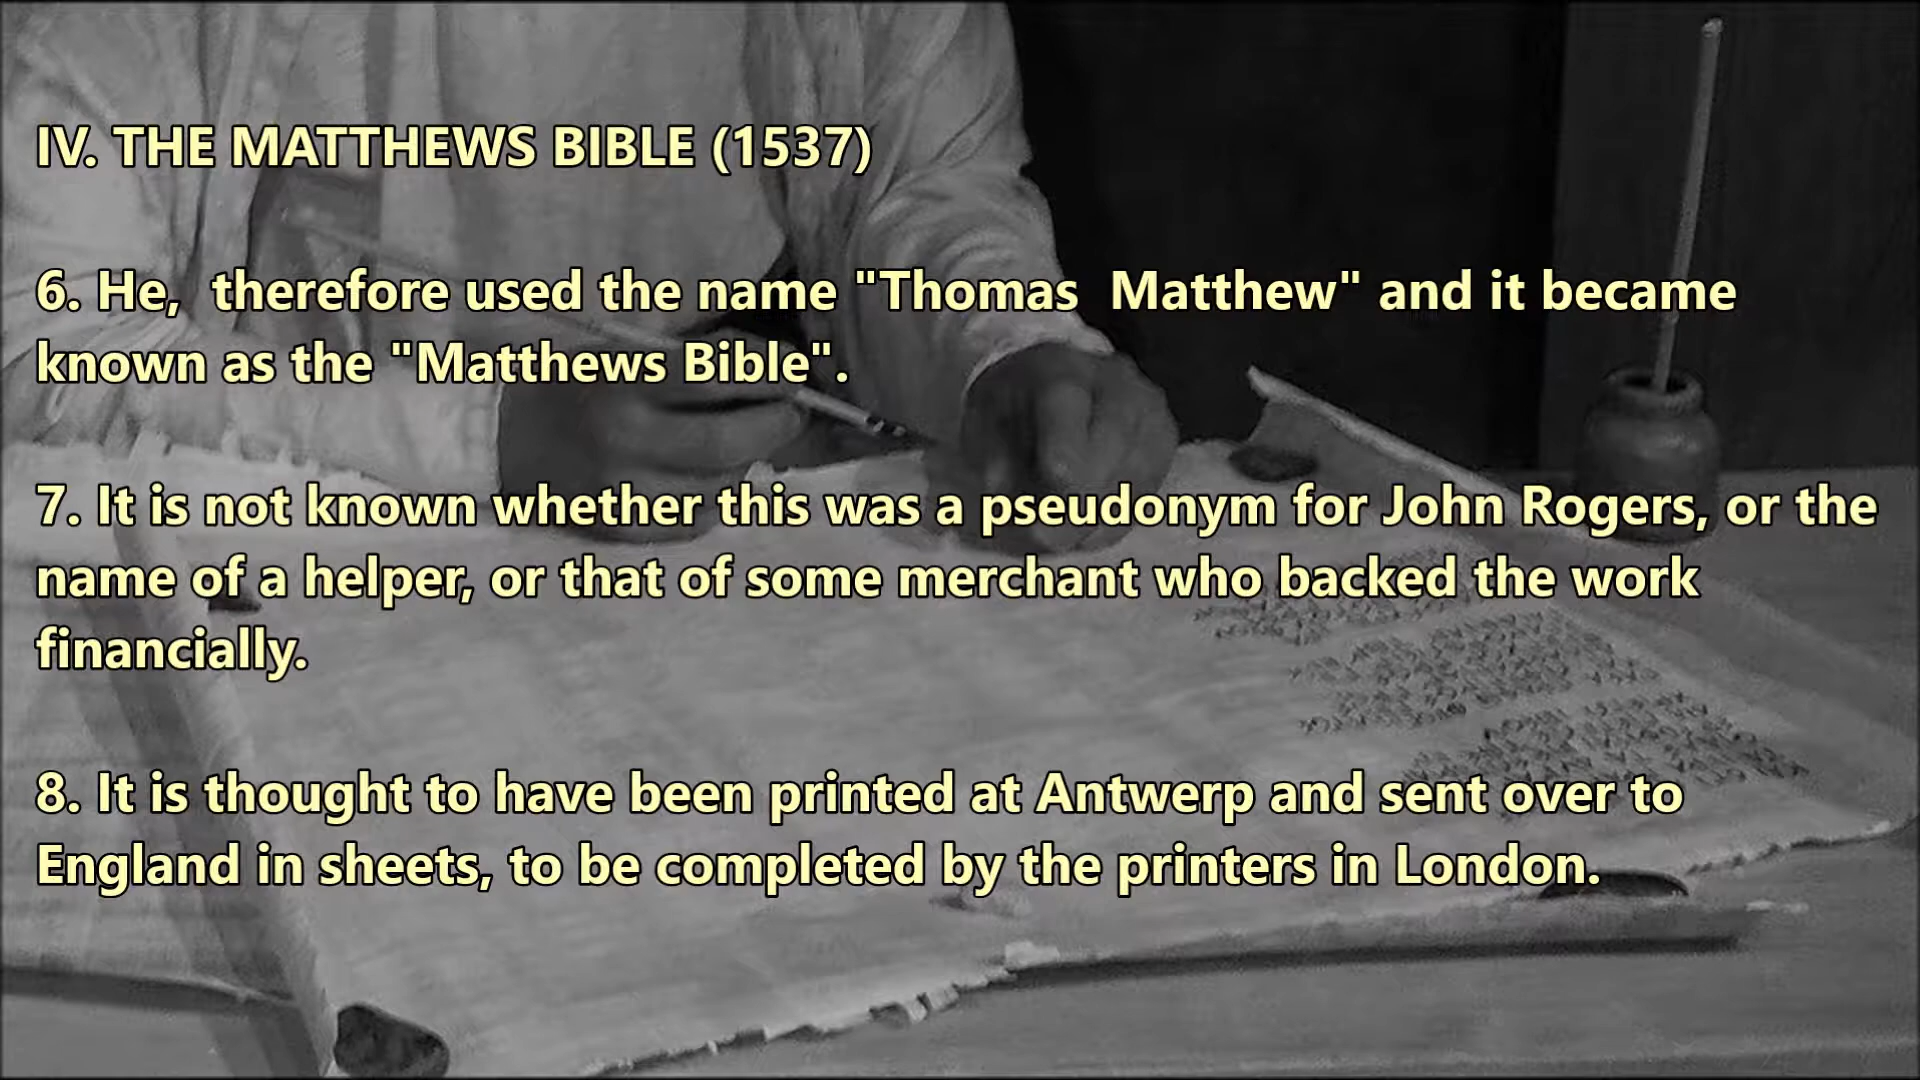 IV. THE MATTHEWS BIBLE (1537)
6. He,  therefore used the name "Thomas  Matthew" and it became
known as the "Matthews Bible".
7. It is not known whether this was a pseudonym for John Rogers, or the
name of a helper, or that of some merchant who backed the work
financially.
8. It is thought to have been printed at Antwerp and sent over to
England in sheets, to be completed by the printers in London.